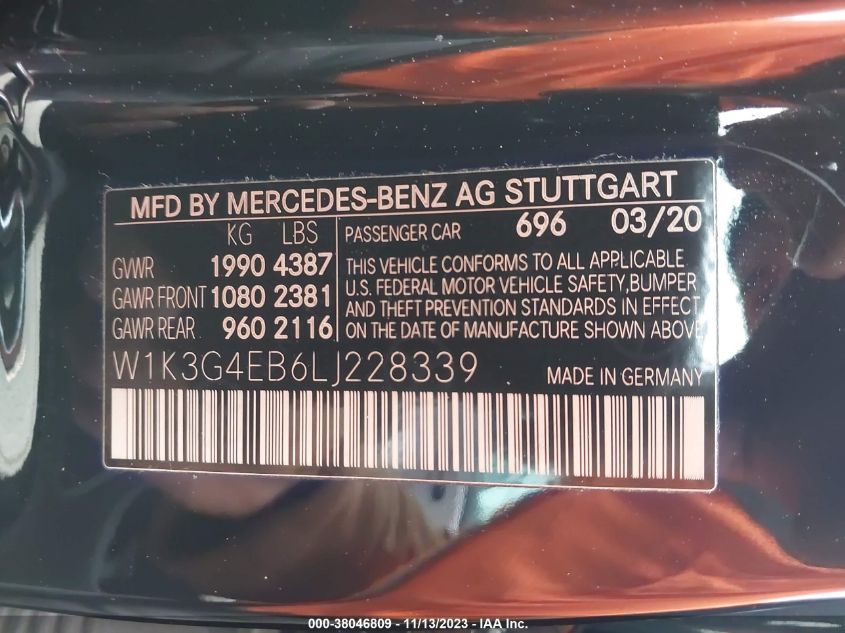 MFD BY MERCEDES-BENZ AG STUTTGART
KG LBS PASSENGER CAR 696 03/20
GVWR 1990 4387
GAWR FRONT 1080 2381
GAWR REAR 960 2116
THIS VEHICLE CONFORMS TO ALL APPLICABLE
U.S. FEDERAL MOTOR VEHICLE SAFETY, BUMPER
AND THEFT PREVENTION STANDARDS IN EFFECT
ON THE DATE OF MANUFACTURE SHOWN ABOVE
W1K3G4EB6LJ228339 MADE IN GERMANY
000-38046809 - 11/13/2023 - IAA Inc.